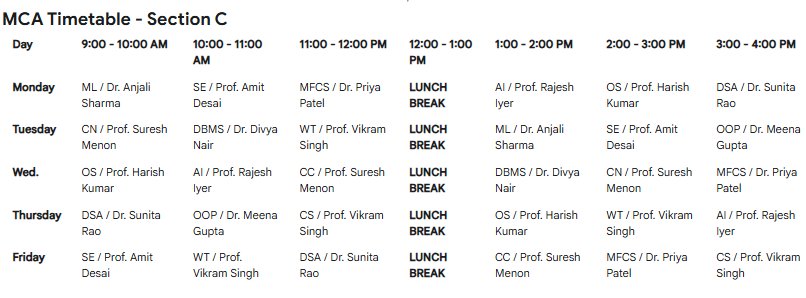 MCA Timetable - Section C
Day 9:00 - 10:00 AM 10:00 - 11:00 AM 11:00 - 12:00 PM 12:00 - 1:00 PM 1:00 - 2:00 PM 2:00 - 3:00 PM 3:00 - 4:00 PM
Monday ML / Dr. Anjali Sharma SE / Prof. Amit Desai MFCS / Dr. Priya Patel LUNCH BREAK AI / Prof. Rajesh Iyer OS / Prof. Harish Kumar DSA / Dr. Sunita Rao
Tuesday CN / Prof. Suresh Menon DBMS / Dr. Divya Nair WT / Prof. Vikram Singh LUNCH BREAK ML / Dr. Anjali Sharma SE / Prof. Amit Desai OOP / Dr. Meena Gupta
Wed. OS / Prof. Harish Kumar AI / Prof. Rajesh Iyer CC / Prof. Suresh Menon LUNCH BREAK DBMS / Dr. Divya Nair CN / Prof. Suresh Menon MFCS / Dr. Priya Patel
Thursday DSA / Dr. Sunita Rao OOP / Dr. Meena Gupta CS / Prof. Vikram Singh LUNCH BREAK OS / Prof. Harish Kumar WT / Prof. Vikram Singh AI / Prof. Rajesh Iyer
Friday SE / Prof. Amit Desai WT / Prof. Vikram Singh DSA / Dr. Sunita Rao LUNCH BREAK CC / Prof. Suresh Menon MFCS / Dr. Priya Patel CS / Prof. Vikram Singh